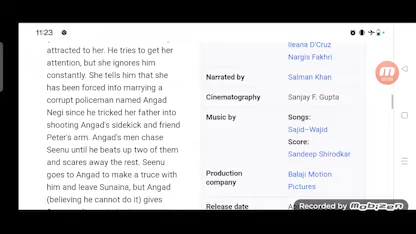 11:23
attracted to her. He tries to get her
attention, but she ignores him
constantly. She tells him that she
has been forced into marrying a
corrupt policeman named Angad
Negi since he tricked her father into
shooting Angad's sidekick and friend
Peter's arm. Angad's men chase
Seenu until he beats up two of them
and scares away the rest. Seenu
goes to Angad to make a truce with
him and leave Sunaina, but Angad
(believing he cannot do it) gives
Ileana D'Cruz
Nargis Fakhri
Narrated by Salman Khan
Cinematography Sanjay F. Gupta
Music by Songs:
Sajid–Wajid
Score:
Sandeep Shirodkar
Production Balaji Motion
company Pictures
Release date
Recorded by Mobizen